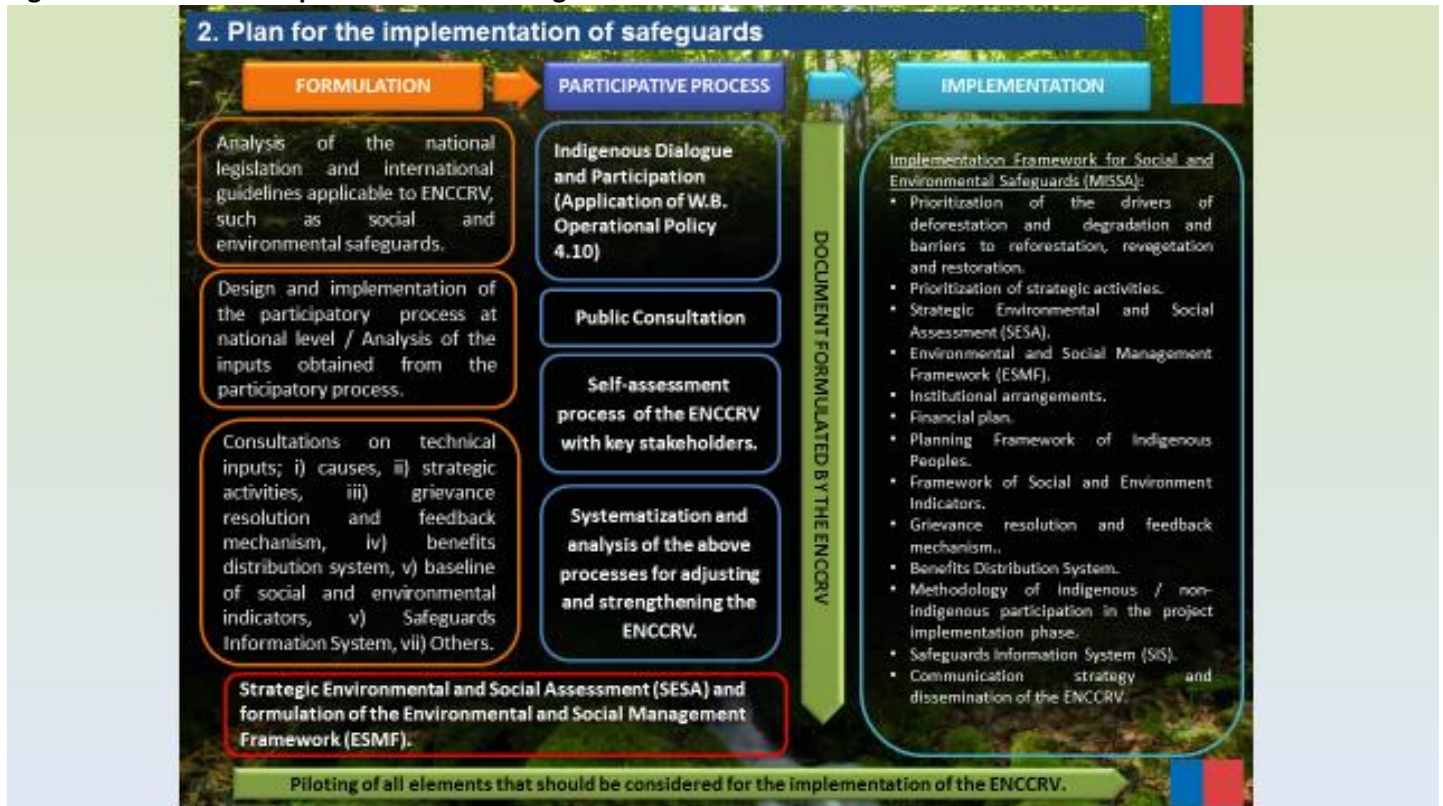 2. Plan for the implementation of safeguards
FORMULATION
PARTICIPATIVE PROCESS
IMPLEMENTATION
Analysis of the national
legislation and international
guidelines applicable to ENCCRV,
such as social and
environmental safeguards.
Design and implementation of
the participatory process at
national level / Analysis of the
inputs obtained from the
participatory process.
Consultations on technical
inputs; i) causes, ii) strategic
activities, iii) grievance
resolution and feedback
mechanism, iv) benefits
distribution system, v) baseline
of social and environmental
indicators, v) Safeguards
Information System, vii) Others.
Indigenous Dialogue
and Participation
(Application of W.B.
Operational Policy
4.10)
Public Consultation
Self-assessment
process of the ENCCRV
with key stakeholders.
Systematization and
analysis of the above
processes for adjusting
and strengthening the
ENCCRV.
Strategic Environmental and Social Assessment (SESA) and
formulation of the Environmental and Social Management
Framework (ESMF).
DOCUMENT FORMULATED BY THE ENCCRV
Implementation Framework for Social and
Environmental Safeguards (MISSA):
• Prioritization of the drivers of
deforestation and degradation and
barriers to reforestation, revegetation
and restoration.
• Prioritization of strategic activities.
• Strategic Environmental and Social
Assessment (SESA).
• Environmental and Social Management
Framework (ESMF).
• Institutional arrangements.
• Financial plan.
• Planning Framework of Indigenous
Peoples.
• Framework of Social and Environment
Indicators.
• Grievance resolution and feedback
mechanism..
• Benefits Distribution System.
• Methodology of indigenous / non-
indigenous participation in the project
implementation phase.
• Safeguards Information System (SIS).
• Communication strategy and
dissemination of the ENCCRV.
Piloting of all elements that should be considered for the implementation of the ENCCRV.